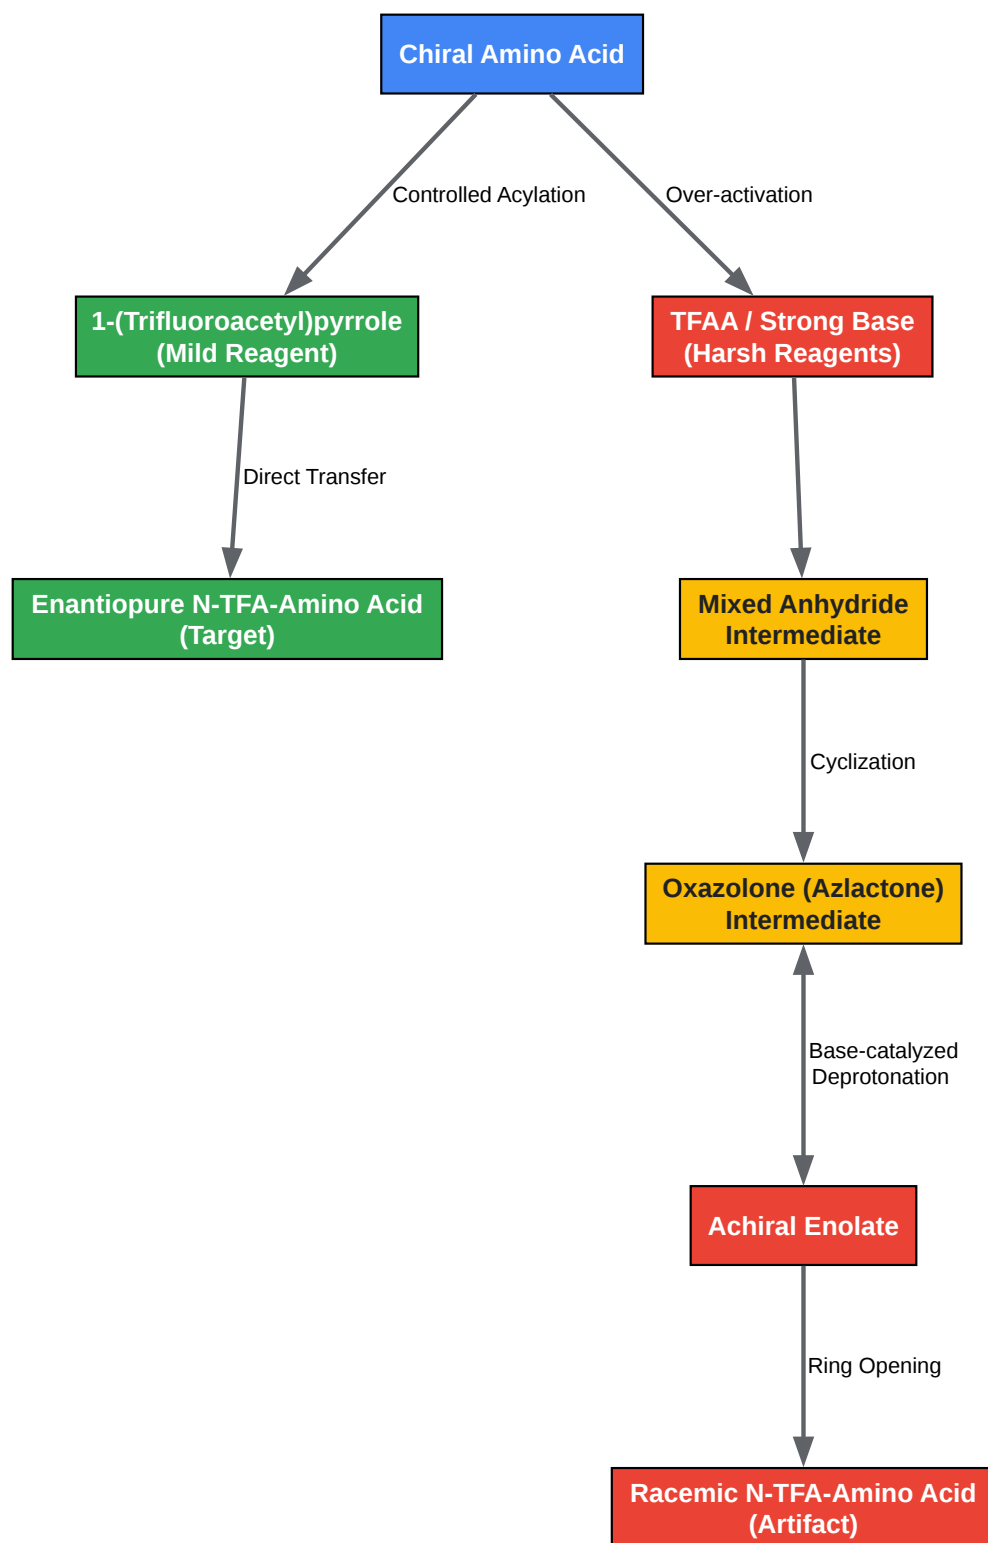 Chiral Amino Acid
Controlled Acylation
Over-activation
1-(Trifluoroacetyl)pyrrole
(Mild Reagent)
TFAA / Strong Base
(Harsh Reagents)
Direct Transfer
Enantiopure N-TFA-Amino Acid
(Target)
Mixed Anhydride
Intermediate
Cyclization
Oxazolone (Azlactone)
Intermediate
Base-catalyzed
Deprotonation
Achiral Enolate
Ring Opening
Racemic N-TFA-Amino Acid
(Artifact)